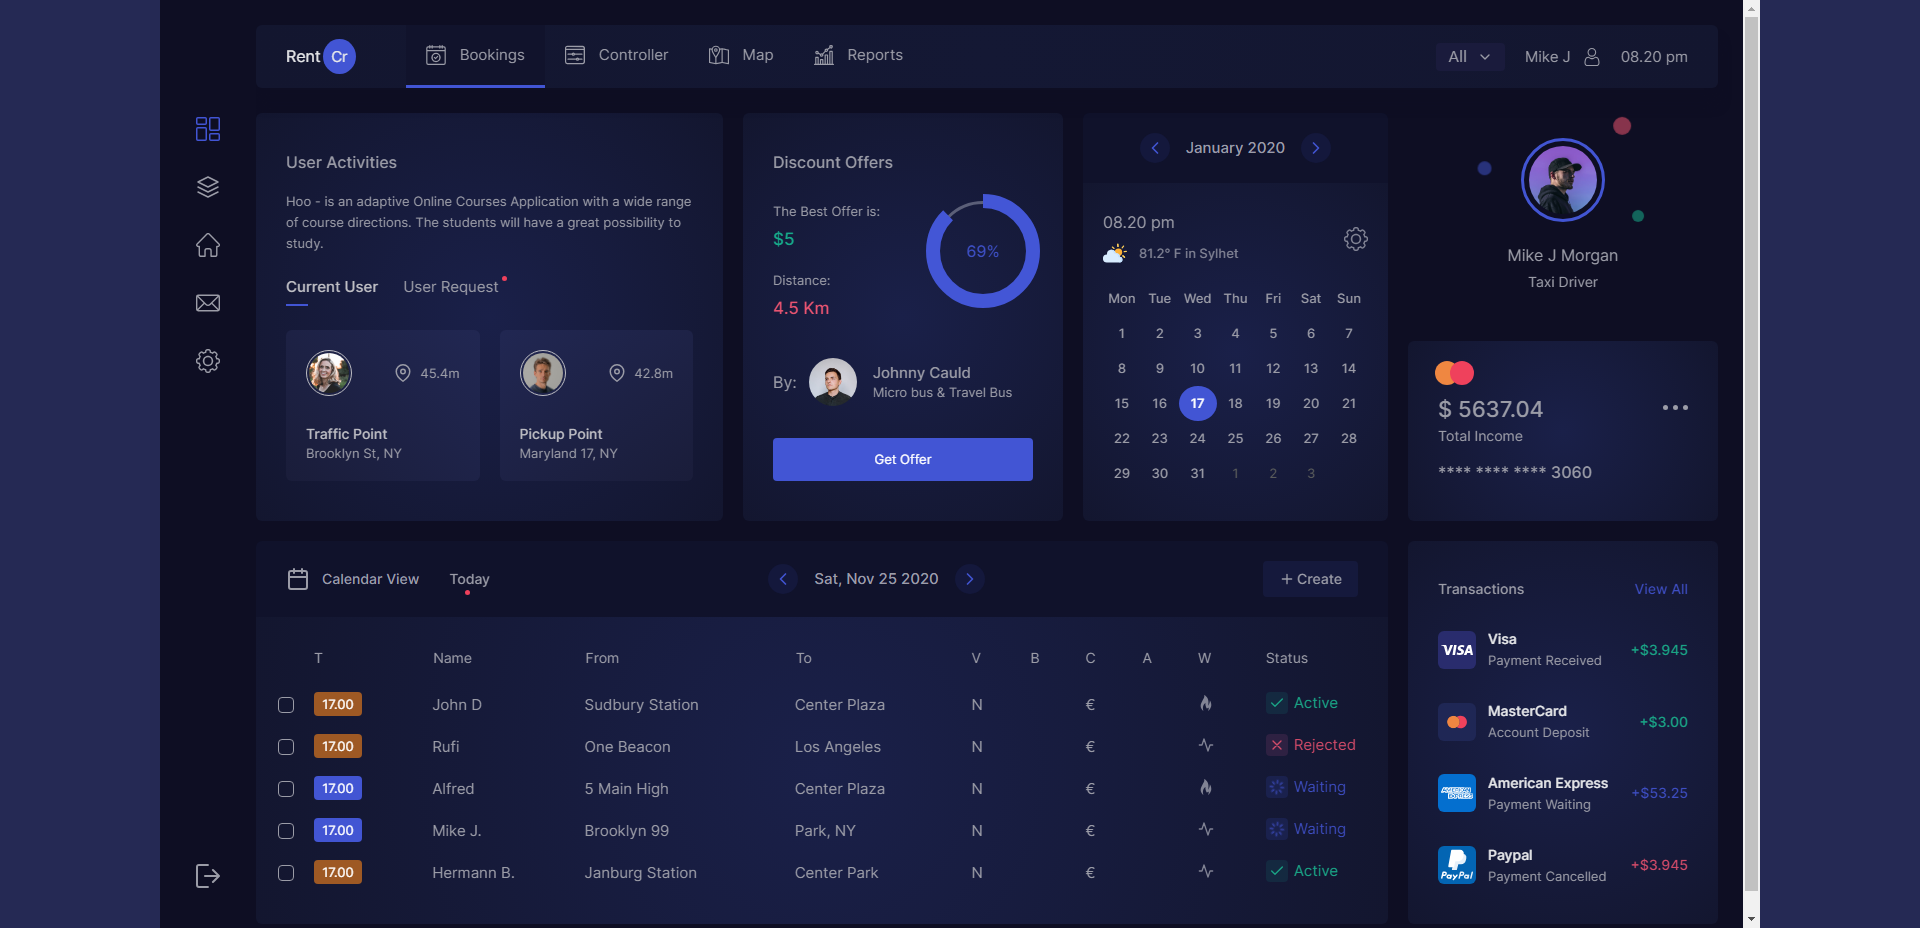 Rent Cr
Bookings
Controller
Map
Reports
All
Mike J
08.20 pm
User Activities
Hoo - is an adaptive Online Courses Application with a wide range
of course directions. The students will have a great possibility to
study.
Current User
User Request
45.4m
Traffic Point
Brooklyn St, NY
42.8m
Pickup Point
Maryland 17, NY
Discount Offers
The Best Offer is:
$5
Distance:
4.5 Km
69%
By:
Johnny Cauld
Micro bus & Travel Bus
Get Offer
January 2020
08.20 pm
81.2° F in Sylhet
Mon Tue Wed Thu Fri Sat Sun
1 2 3 4 5 6 7
8 9 10 11 12 13 14
15 16 17 18 19 20 21
22 23 24 25 26 27 28
29 30 31 1 2 3
Mike J Morgan
Taxi Driver
$ 5637.04
Total Income
**** **** **** 3060
Calendar View
Today
Sat, Nov 25 2020
+ Create
T Name From To V B C A W Status
17.00 John D Sudbury Station Center Plaza N € Active
17.00 Rufi One Beacon Los Angeles N € Rejected
17.00 Alfred 5 Main High Center Plaza N € Waiting
17.00 Mike J. Brooklyn 99 Park, NY N € Waiting
17.00 Hermann B. Janburg Station Center Park N € Active
Transactions
View All
VISA
Visa
Payment Received
+$3.945
MasterCard
Account Deposit
+$3.00
AMERICAN
EXPRESS
American Express
Payment Waiting
+$53.25
PayPal
Paypal
Payment Cancelled
+$3.945